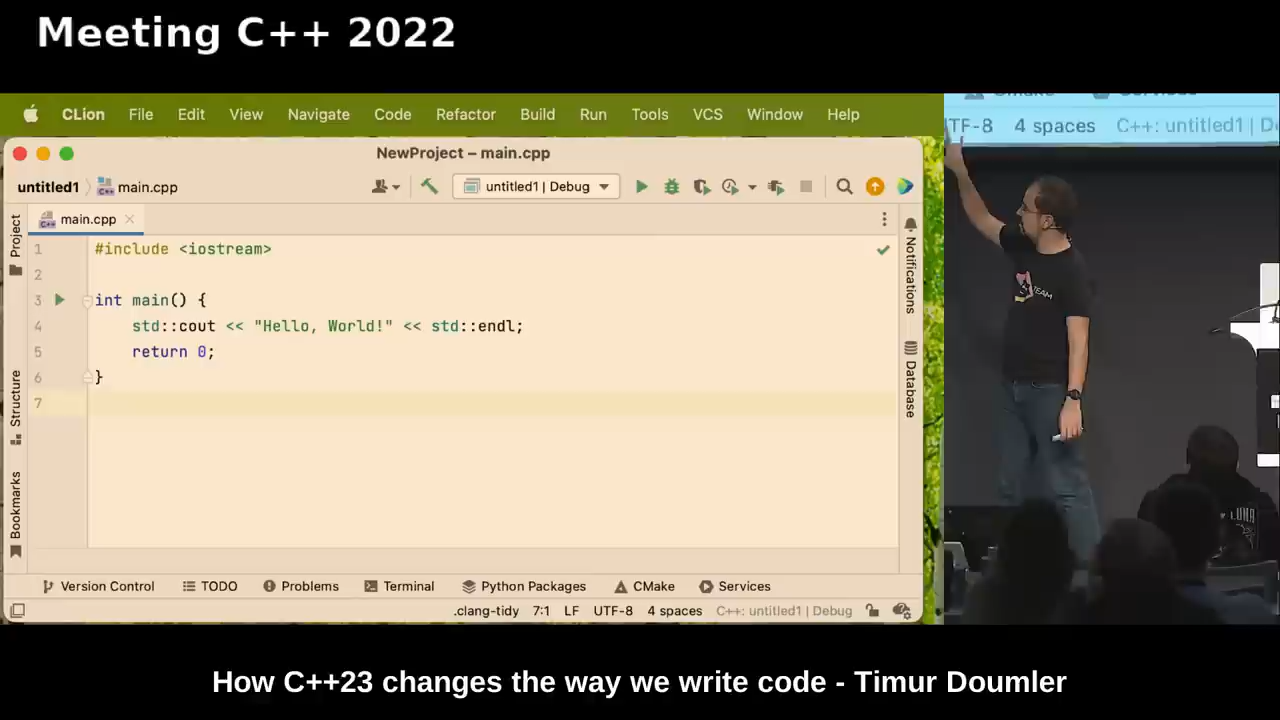 Meeting C++ 2022
CLion File Edit View Navigate Code Refactor Build Run Tools VCS Window Help
NewProject – main.cpp
untitled1 main.cpp untitled1 | Debug
main.cpp
Project
Structure
Bookmarks
1 #include <iostream>
2
3 int main() {
4 std::cout << "Hello, World!" << std::endl;
5 return 0;
6 }
7
Notifications
Database
Version Control TODO Problems Terminal Python Packages CMake Services
.clang-tidy 7:1 LF UTF-8 4 spaces C++: untitled1 | Debug
TF-8 4 spaces C++: untitled1 | De
TEAM
LUNA
How C++23 changes the way we write code - Timur Doumler